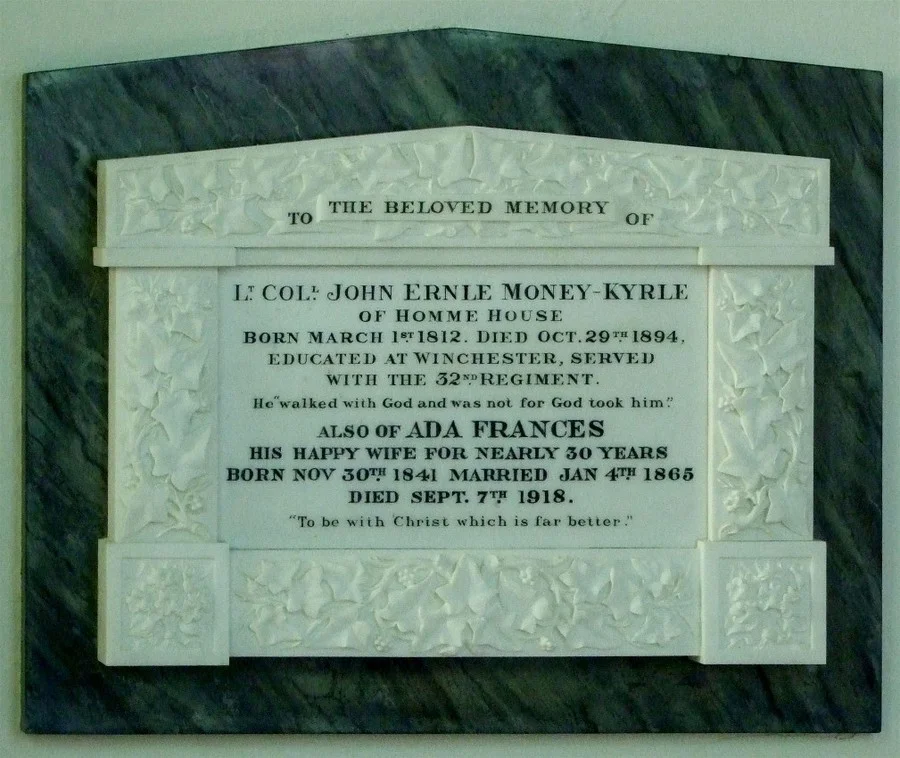 TO THE BELOVED MEMORY OF
LT COLL JOHN ERNLE MONEY-KYRLE
OF HOMME HOUSE
BORN MARCH 1ST 1812. DIED OCT. 29TH 1894,
EDUCATED AT WINCHESTER, SERVED
WITH THE 32ND REGIMENT.
He "walked with God and was not for God took him."
ALSO OF ADA FRANCES
HIS HAPPY WIFE FOR NEARLY 30 YEARS
BORN NOV 30TH 1841 MARRIED JAN 4TH 1865
DIED SEPT. 7TH 1918.
"To be with Christ which is far better."